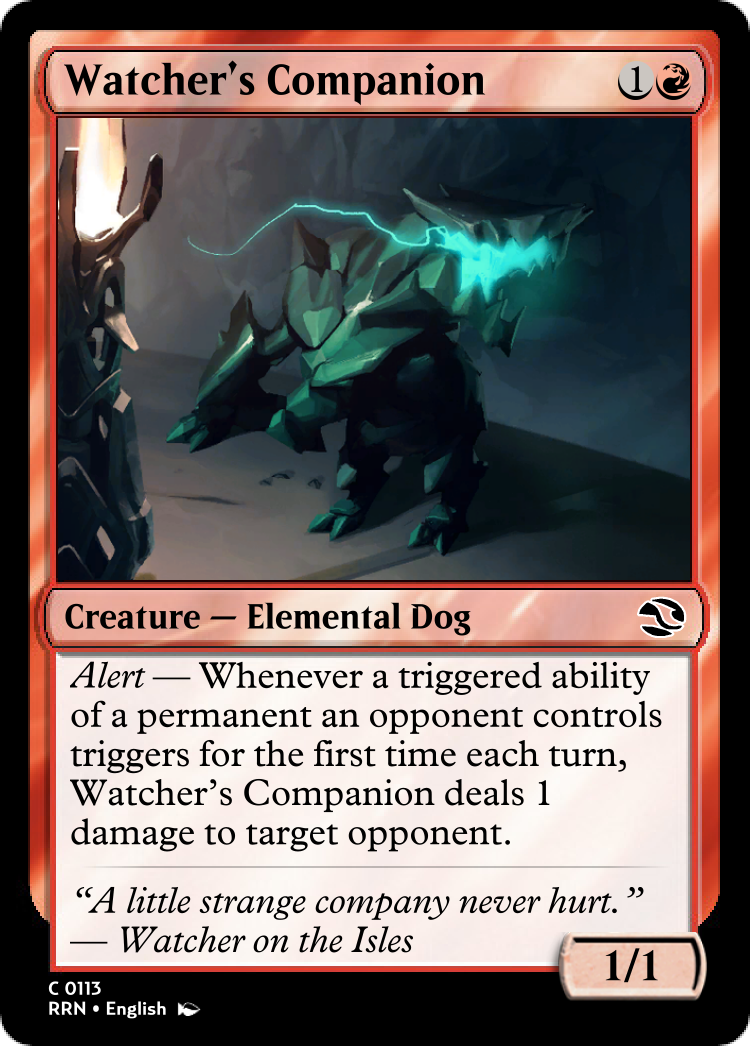 Watcher's Companion
1
Creature — Elemental Dog
Alert — Whenever a triggered ability
of a permanent an opponent controls
triggers for the first time each turn,
Watcher's Companion deals 1
damage to target opponent.
“A little strange company never hurt.”
— Watcher on the Isles
1/1
C 0113
RRN • English